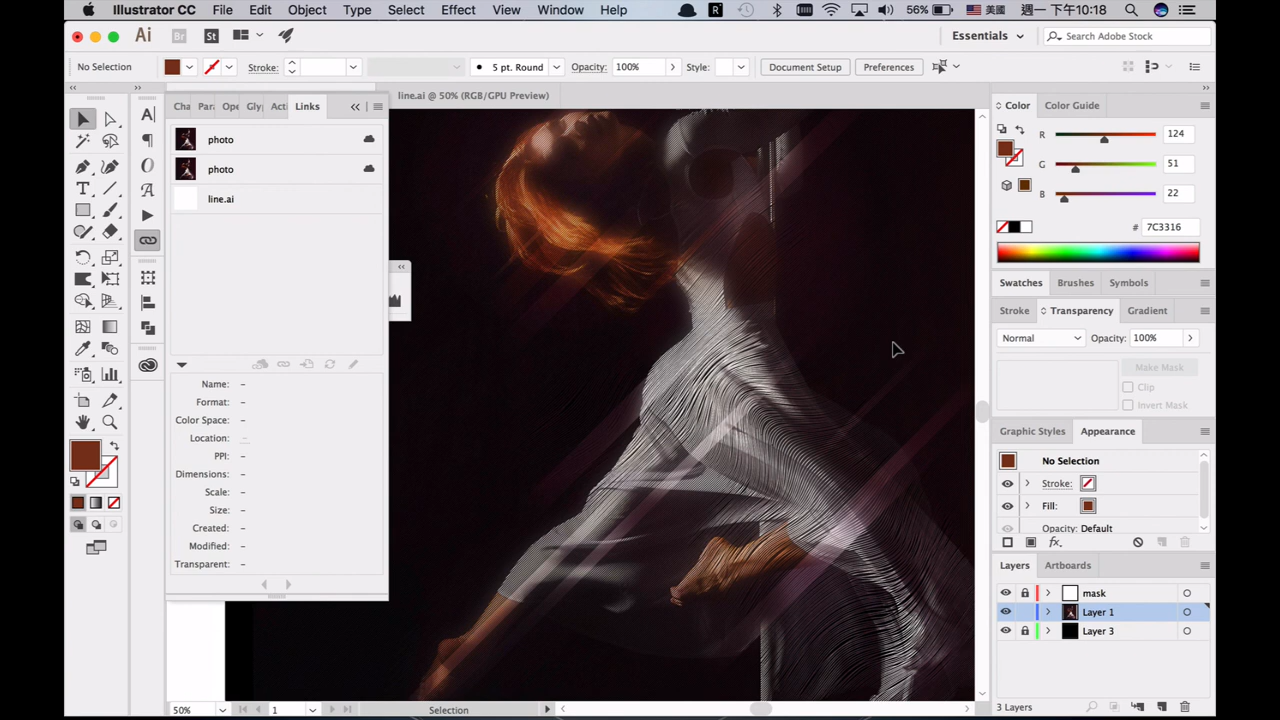 Illustrator CC File Edit Object Type Select Effect View Window Help 56% 美國 週一 下午10:18
Ai Br St Essentials Search Adobe Stock
No Selection Stroke: 5 pt. Round Opacity: 100% Style: Document Setup Preferences
Cha Para Ope Gly Acti Links
line.ai @ 50% (RGB/GPU Preview)
Color Color Guide
photo
R 124
photo
G 51
line.ai
B 22
# 7C3316
Swatches Brushes Symbols
Stroke Transparency Gradient
Normal Opacity: 100%
Make Mask
Clip
Invert Mask
Name: –
Format: –
Color Space: –
Location: –
PPI: –
Dimensions: –
Scale: –
Size: –
Created: –
Modified: –
Transparent: –
Graphic Styles Appearance
No Selection
Stroke:
Fill:
Opacity: Default
fx
Layers Artboards
mask
Layer 1
Layer 3
50% 1 Selection
3 Layers